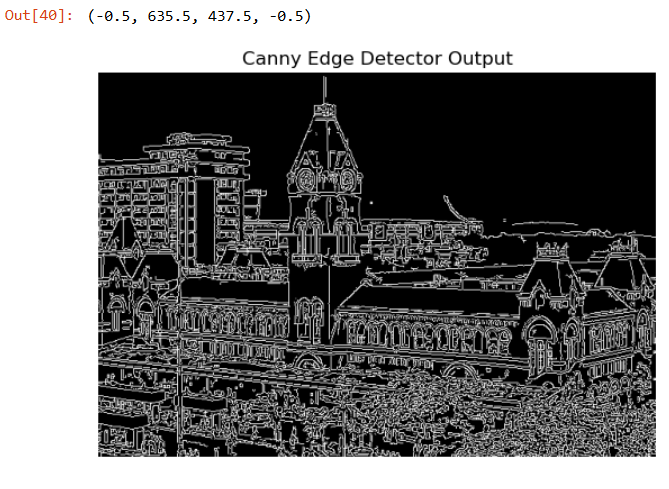 Out[40]: (-0.5, 635.5, 437.5, -0.5)
Canny Edge Detector Output